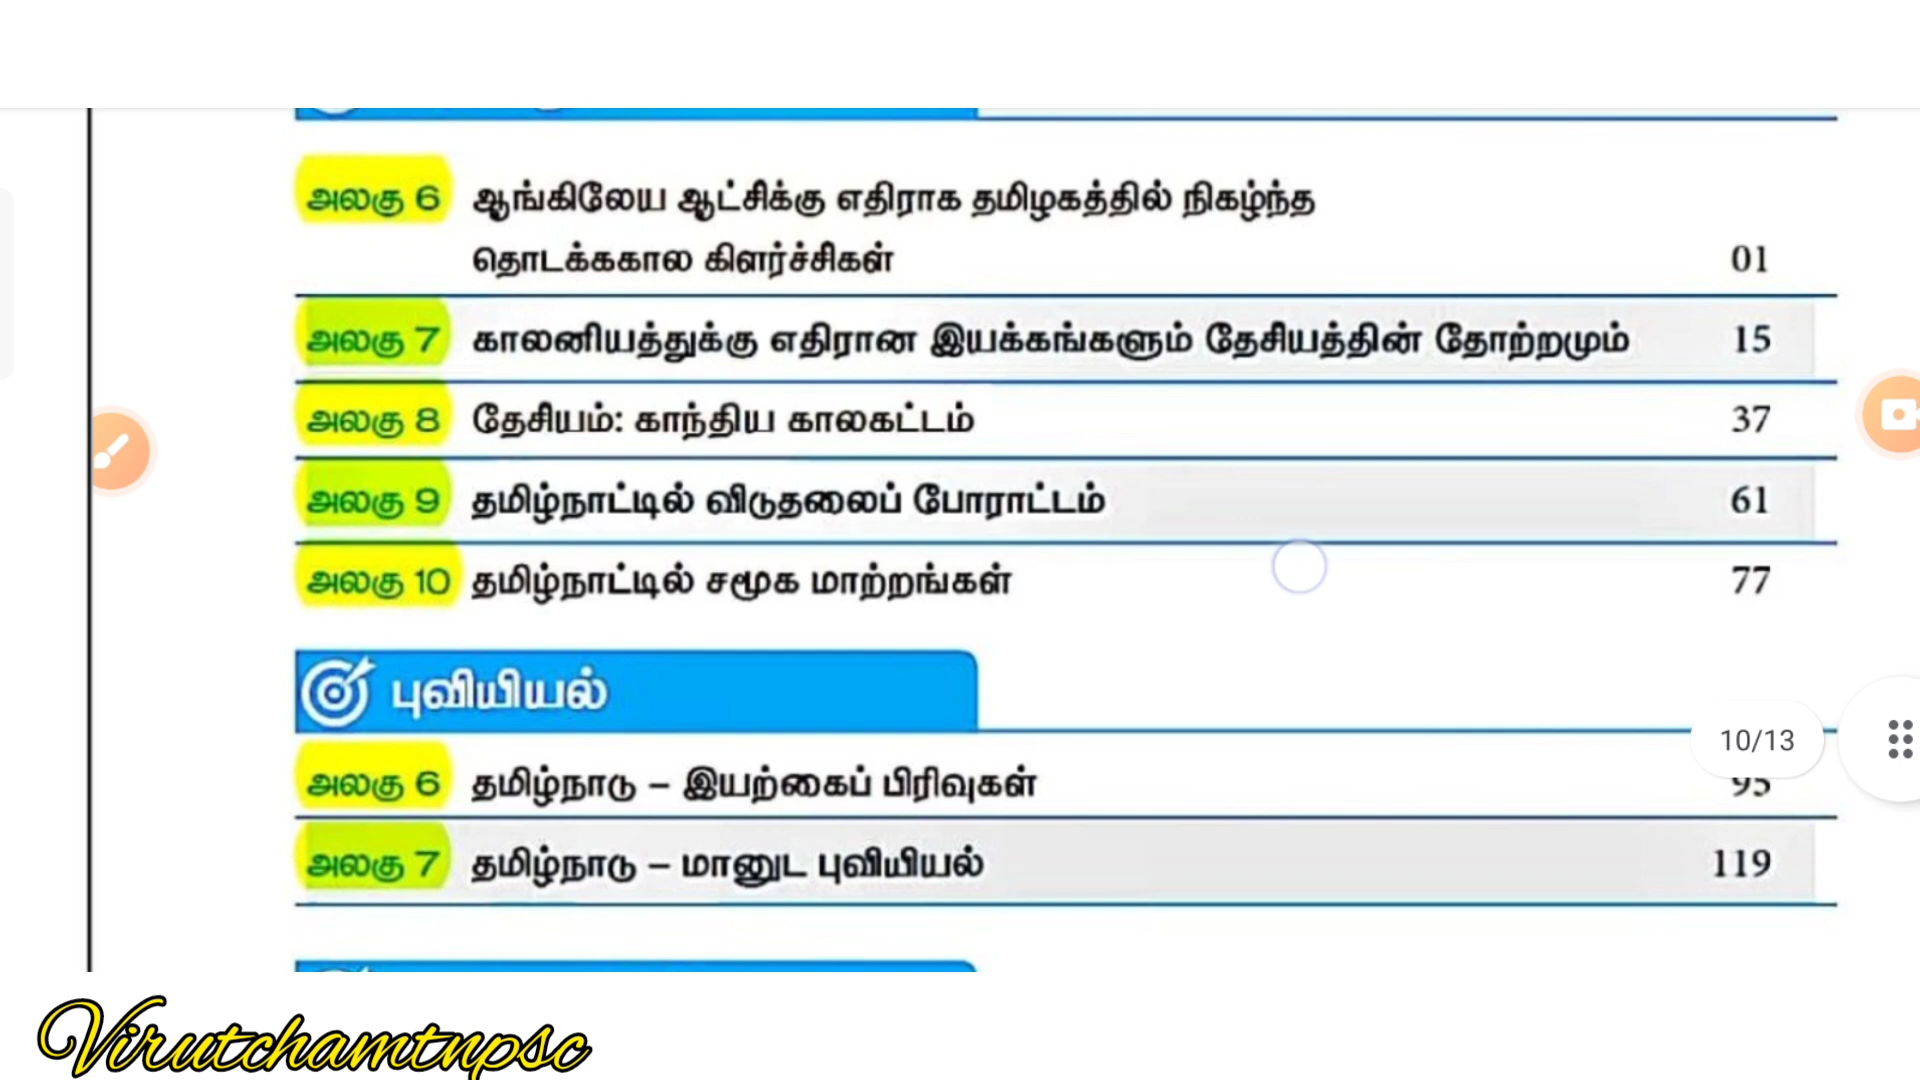 அலகு 6 ஆங்கிலேய ஆட்சிக்கு எதிராக தமிழகத்தில் நிகழ்ந்த
தொடக்ககால கிளர்ச்சிகள் 01
அலகு 7 காலனியத்துக்கு எதிரான இயக்கங்களும் தேசியத்தின் தோற்றமும் 15
அலகு 8 தேசியம்: காந்திய காலகட்டம் 37
அலகு 9 தமிழ்நாட்டில் விடுதலைப் போராட்டம் 61
அலகு 10 தமிழ்நாட்டில் சமூக மாற்றங்கள் 77
புவியியல்
10/13
அலகு 6 தமிழ்நாடு – இயற்கைப் பிரிவுகள் 95
அலகு 7 தமிழ்நாடு – மானுட புவியியல் 119
Virutchamtnpsc